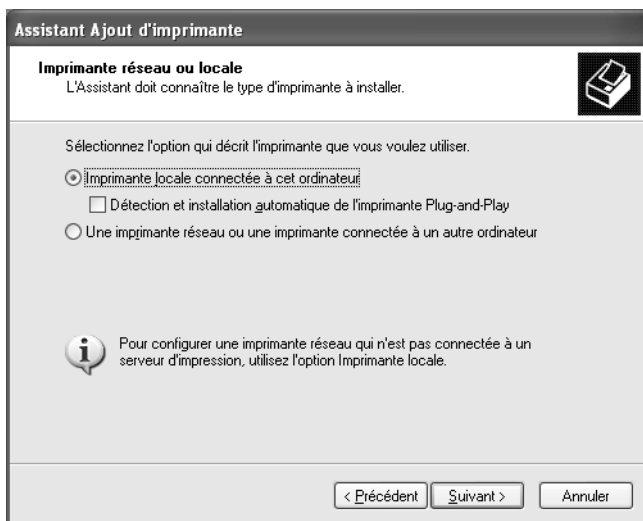 Assistant Ajout d'imprimante
Imprimante réseau ou locale
L'Assistant doit connaître le type d'imprimante à installer.
Sélectionnez l'option qui décrit l'imprimante que vous voulez utiliser.
Imprimante locale connectée à cet ordinateur
Détection et installation automatique de l'imprimante Plug-and-Play
Une imprimante réseau ou une imprimante connectée à un autre ordinateur
Pour configurer une imprimante réseau qui n'est pas connectée à un
serveur d'impression, utilisez l'option Imprimante locale.
< Précédent Suivant > Annuler